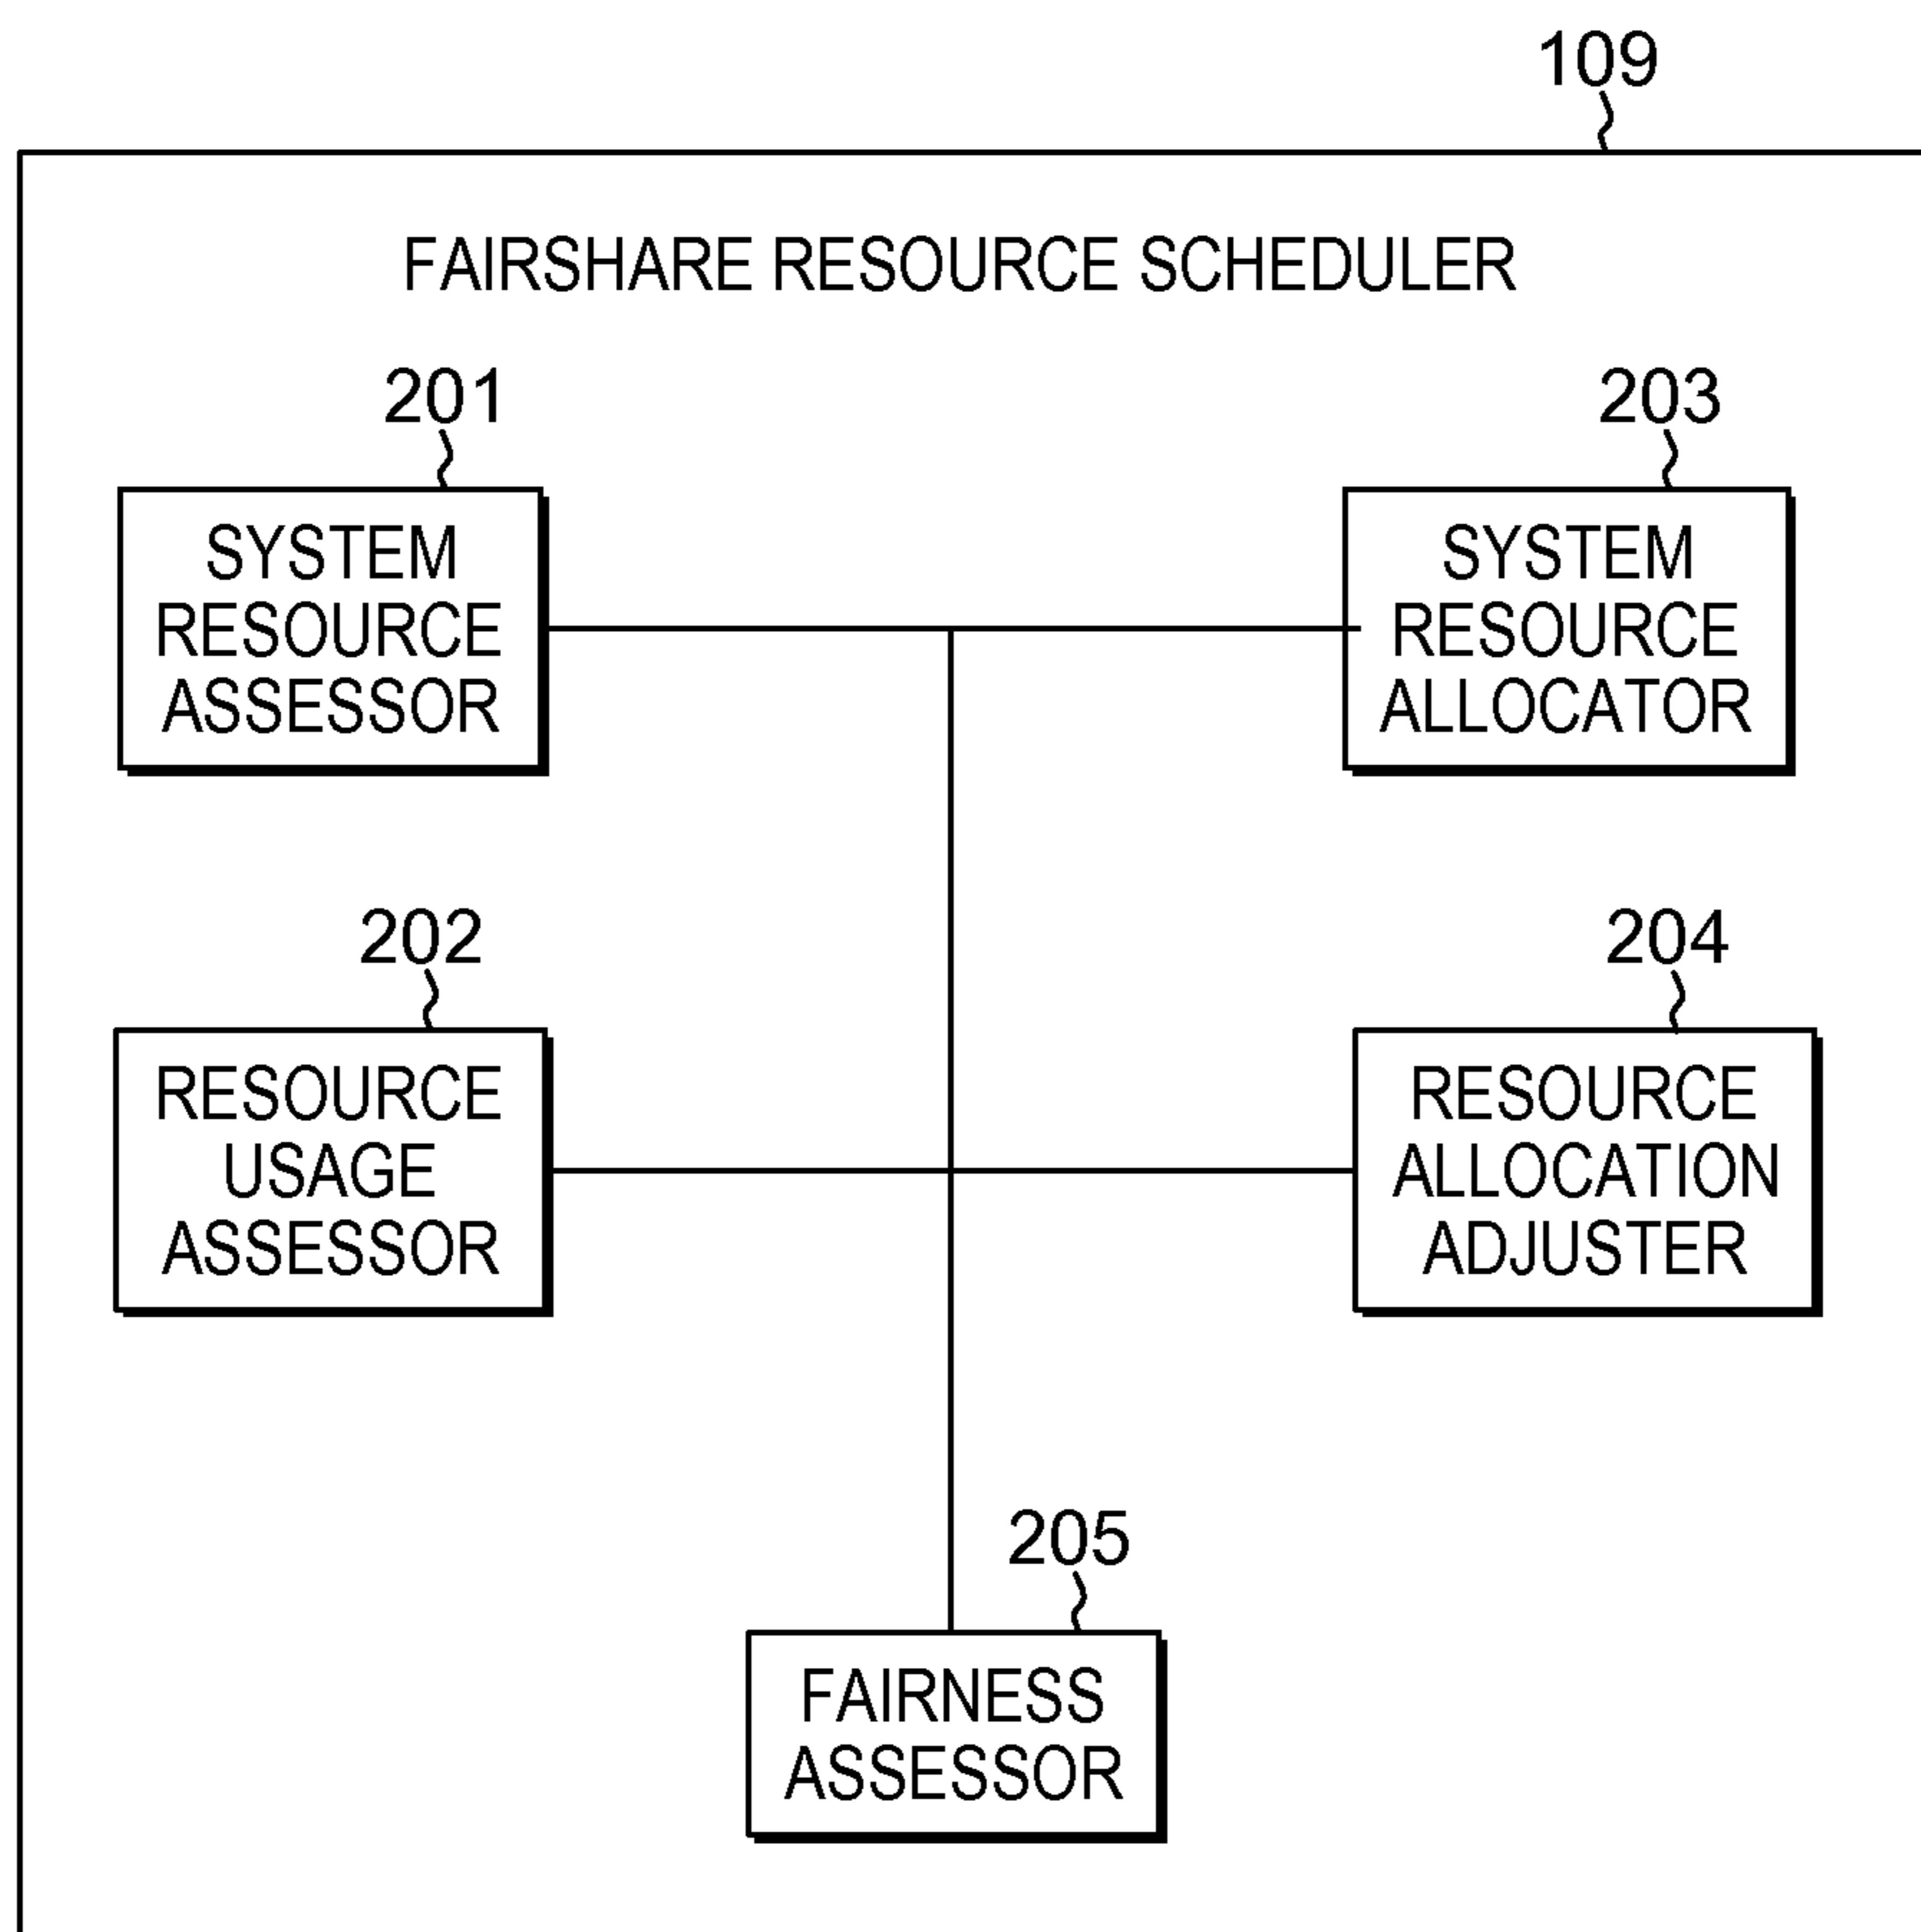 109
FAIRSHARE RESOURCE SCHEDULER
201
SYSTEM
RESOURCE
ASSESSOR
203
SYSTEM
RESOURCE
ALLOCATOR
202
RESOURCE
USAGE
ASSESSOR
204
RESOURCE
ALLOCATION
ADJUSTER
205
FAIRNESS
ASSESSOR